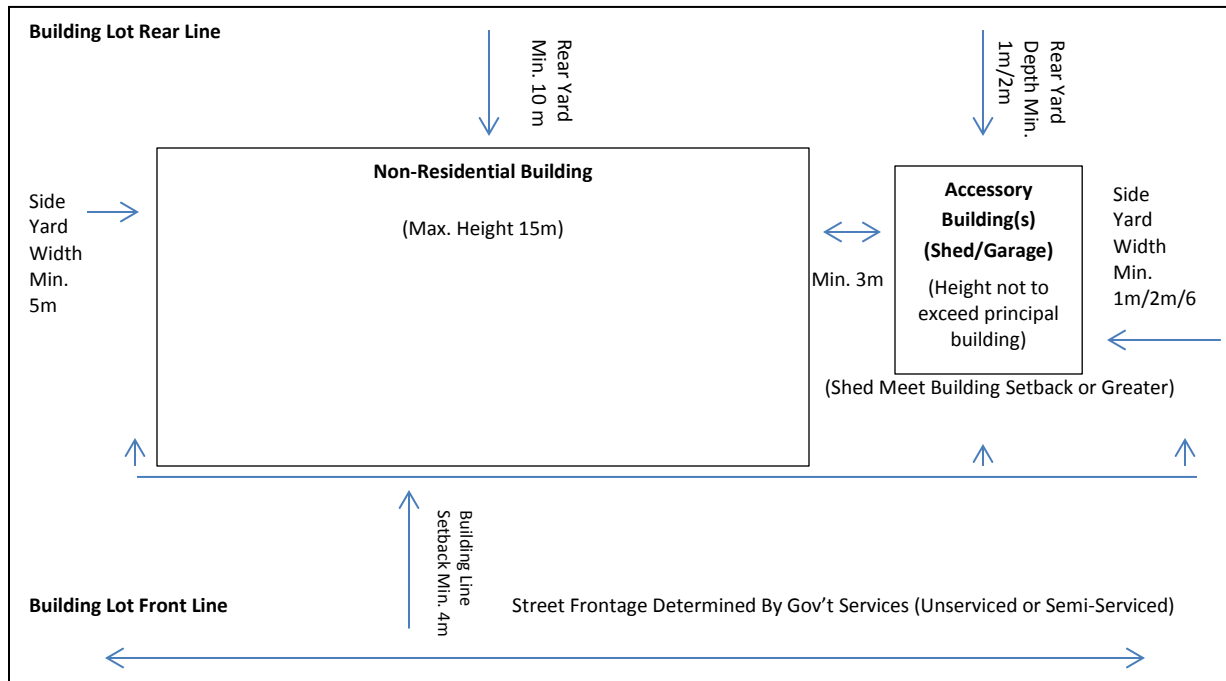 Building Lot Rear Line
Rear Yard
Min. 10 m
Rear Yard
Depth Min.
1m/2m
Non-Residential Building
(Max. Height 15m)
Side
Yard
Width
Min.
5m
Min. 3m
Accessory
Building(s)
(Shed/Garage)
(Height not to
exceed principal
building)
Side
Yard
Width
Min.
1m/2m/6
(Shed Meet Building Setback or Greater)
Building Line
Setback Min. 4m
Building Lot Front Line
Street Frontage Determined By Gov’t Services (Unserviced or Semi-Serviced)